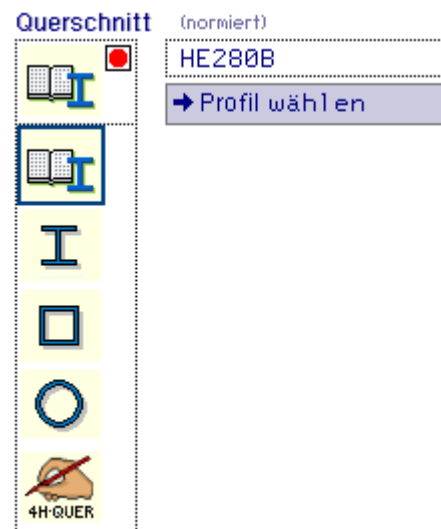 Querschnitt (normiert)
HE280B
➔ Profil wählen
4H-QUER